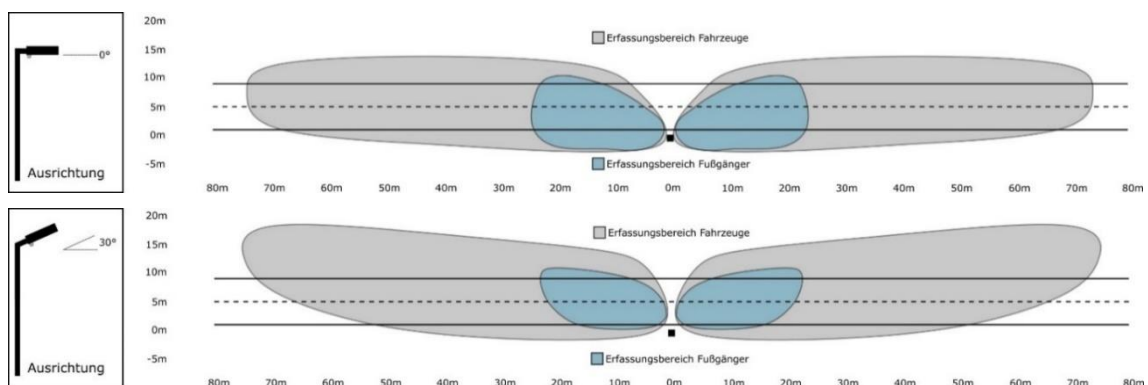 20m
Erfassungsbereich Fahrzeuge
15m
0°
10m
5m
0m
-5m
Erfassungsbereich Fußgänger
Ausrichtung
80m 70m 60m 50m 40m 30m 20m 10m 0m 10m 20m 30m 40m 50m 60m 70m 80m
20m
Erfassungsbereich Fahrzeuge
15m
30°
10m
5m
0m
-5m
Erfassungsbereich Fußgänger
Ausrichtung
80m 70m 60m 50m 40m 30m 20m 10m 0m 10m 20m 30m 40m 50m 60m 70m 80m